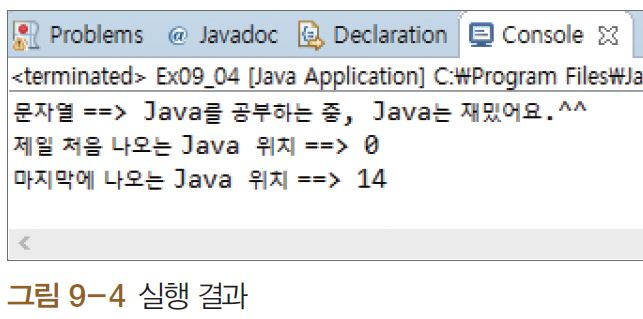 Problems @ Javadoc Declaration Console
<terminated> Ex09_04 [Java Application] C:₩Program Files₩Ja
문자열 ==> Java를 공부하는 중, Java는 재밌어요.^^
제일 처음 나오는 Java 위치 ==> 0
마지막에 나오는 Java 위치 ==> 14
그림 9-4 실행 결과